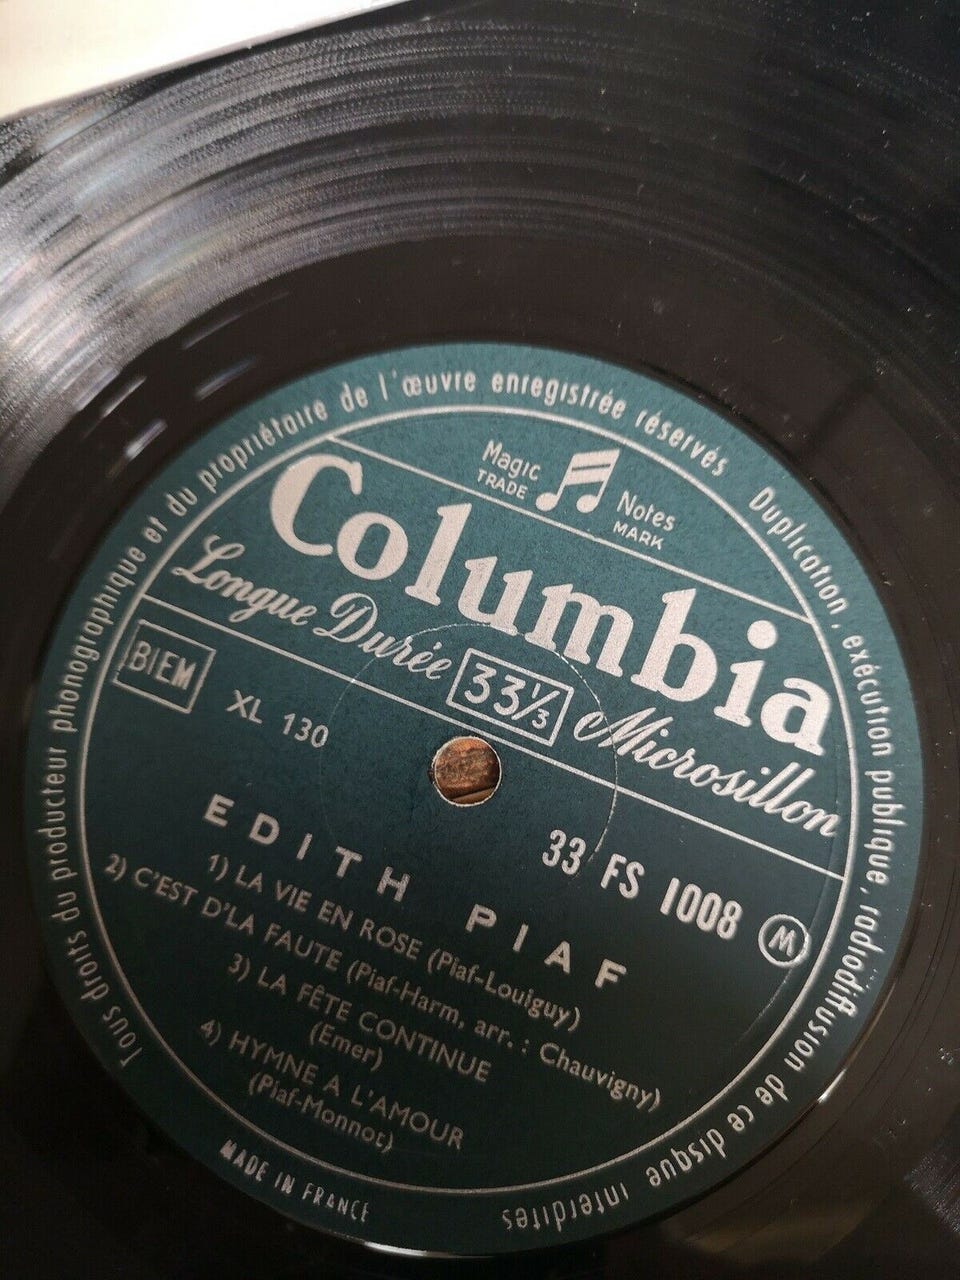 Tous droits du producteur phonographique et du propriétaire de l'œuvre enregistrée réservés
Duplication, exécution publique, radiodiffusion de ce disque interdites
Magic Notes
TRADE MARK
Columbia
Longue Durée 33⅓ Microsillon
BIEM
XL 130
33 FS 1008 M
EDITH PIAF
1) LA VIE EN ROSE (Piaf-Louiguy)
2) C'EST D'LA FAUTE (Piaf-Harm, arr. : Chauvigny)
3) LA FÊTE CONTINUE
(Emer)
4) HYMNE A L'AMOUR
(Piaf-Monnot)
MADE IN FRANCE